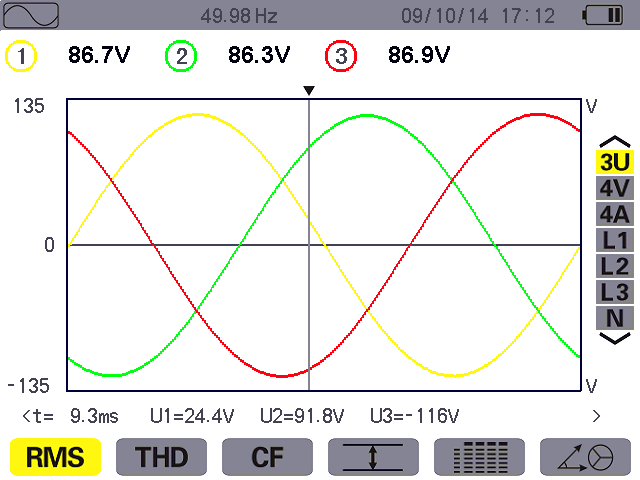 49.98 Hz 09/10/14 17:12
1 86.7V 2 86.3V 3 86.9V
135 V
3U
4V
4A
0 L1
L2
L3
N
-135 V
<t= 9.3ms U1=24.4V U2=91.8V U3=-116V >
RMS THD CF